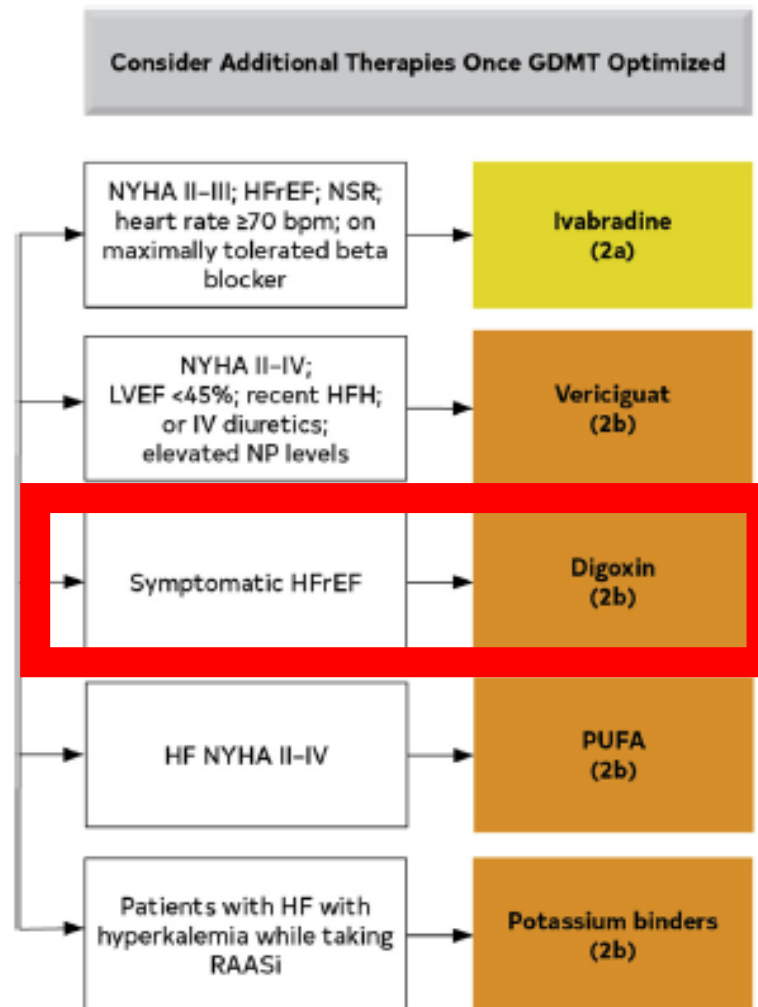 Consider Additional Therapies Once GDMT Optimized
NYHA II–III; HFrEF; NSR;
heart rate ≥70 bpm; on
maximally tolerated beta
blocker
Ivabradine
(2a)
NYHA II–IV;
LVEF <45%; recent HFH;
or IV diuretics;
elevated NP levels
Vericiguat
(2b)
Symptomatic HFrEF
Digoxin
(2b)
HF NYHA II–IV
PUFA
(2b)
Patients with HF with
hyperkalemia while taking
RAASi
Potassium binders
(2b)